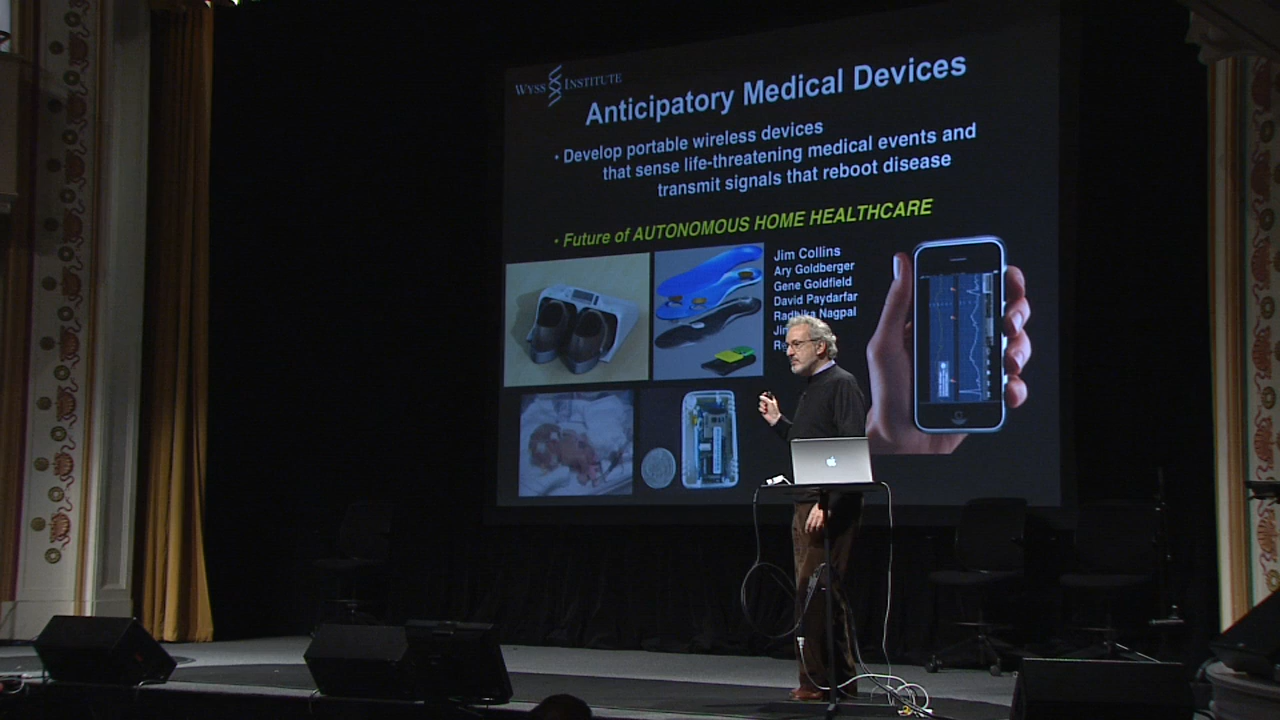 WYSS INSTITUTE
Anticipatory Medical Devices
• Develop portable wireless devices
that sense life-threatening medical events and
transmit signals that reboot disease
• Future of AUTONOMOUS HOME HEALTHCARE
Jim Collins
Ary Goldberger
Gene Goldfield
David Paydarfar
Radhika Nagpal